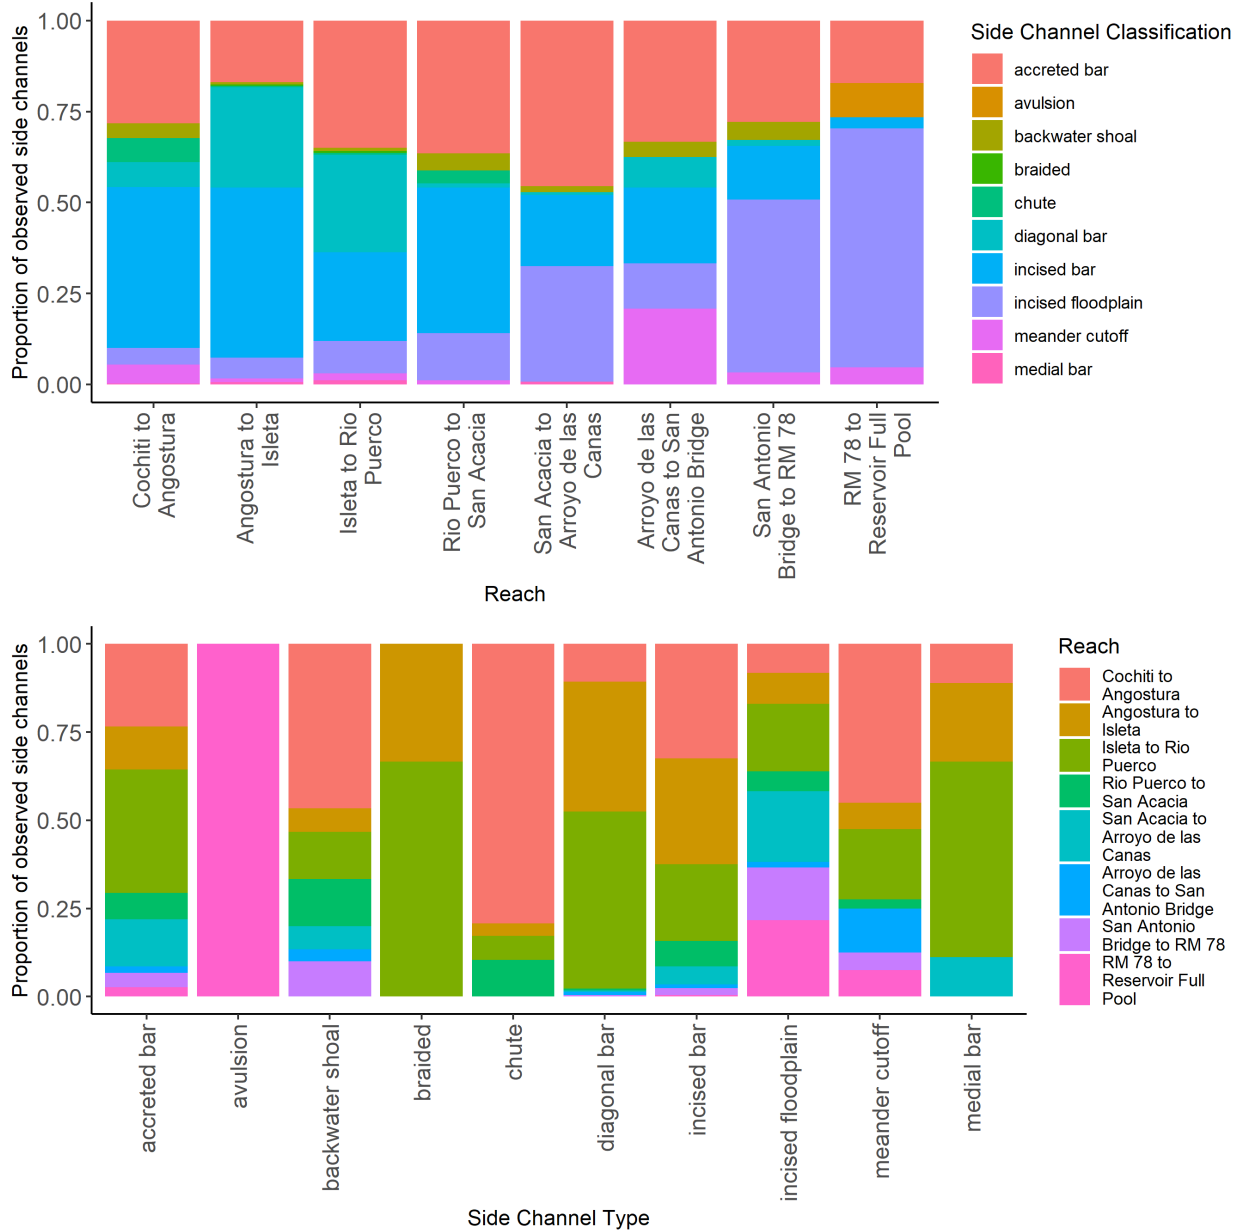 Proportion of observed side channels
1.00
0.75
0.50
0.25
0.00
Cochiti to
Angostura
Angostura to
Isleta
Isleta to Rio
Puerco
Rio Puerco to
San Acacia
San Acacia to
Arroyo de las
Canas
Arroyo de las
Canas to San
Antonio Bridge
San Antonio
Bridge to RM 78
RM 78 to
Reservoir Full
Pool
Reach
Side Channel Classification
accreted bar
avulsion
backwater shoal
braided
chute
diagonal bar
incised bar
incised floodplain
meander cutoff
medial bar
Proportion of observed side channels
1.00
0.75
0.50
0.25
0.00
accreted bar
avulsion
backwater shoal
braided
chute
diagonal bar
incised bar
incised floodplain
meander cutoff
medial bar
Side Channel Type
Reach
Cochiti to
Angostura
Angostura to
Isleta
Isleta to Rio
Puerco
Rio Puerco to
San Acacia
San Acacia to
Arroyo de las
Canas
Arroyo de las
Canas to San
Antonio Bridge
San Antonio
Bridge to RM 78
RM 78 to
Reservoir Full
Pool